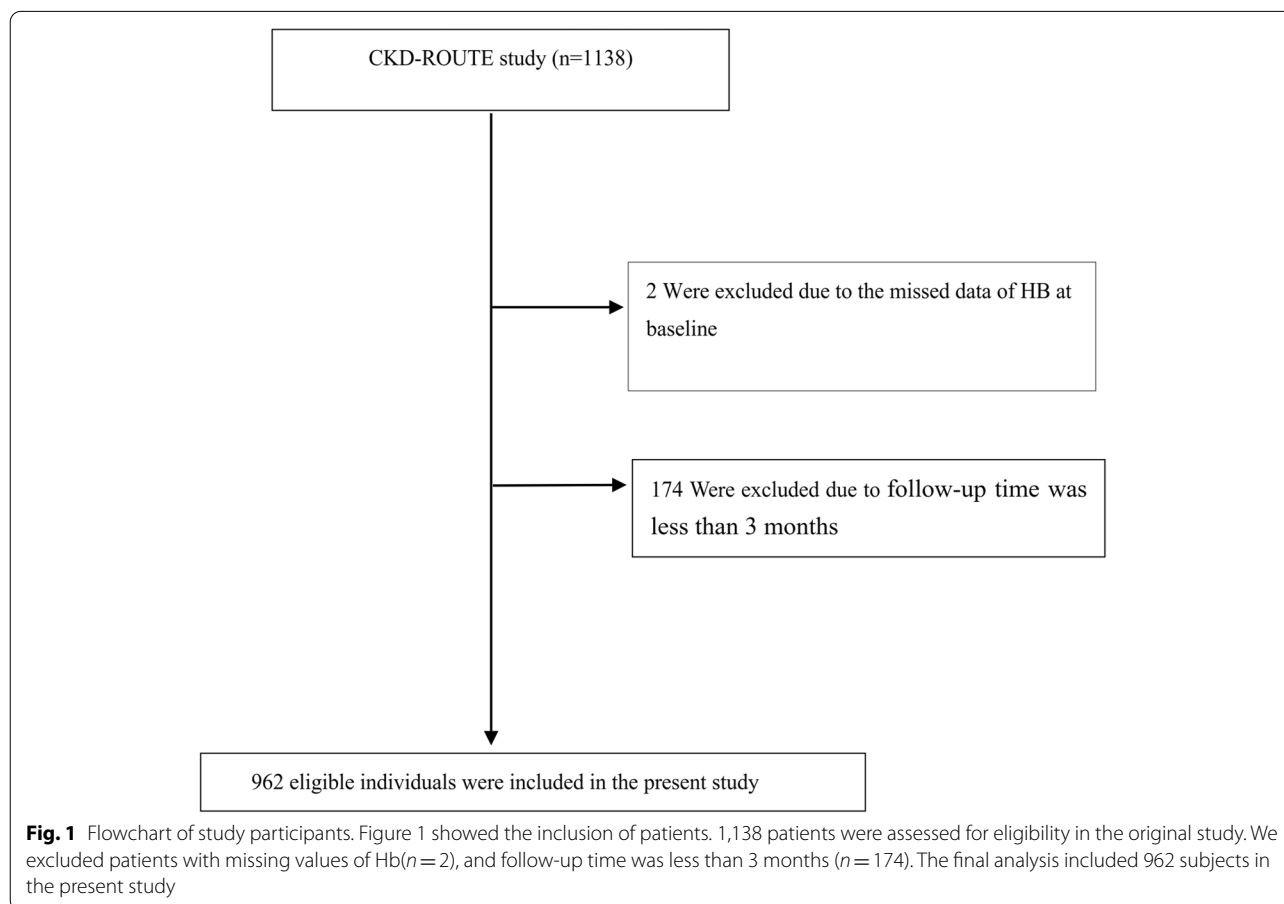 CKD-ROUTE study (n=1138)
2 Were excluded due to the missed data of HB at
baseline
174 Were excluded due to follow-up time was
less than 3 months
962 eligible individuals were included in the present study
Fig. 1 Flowchart of study participants. Figure 1 showed the inclusion of patients. 1,138 patients were assessed for eligibility in the original study. We
excluded patients with missing values of Hb(n = 2), and follow-up time was less than 3 months (n = 174). The final analysis included 962 subjects in
the present study